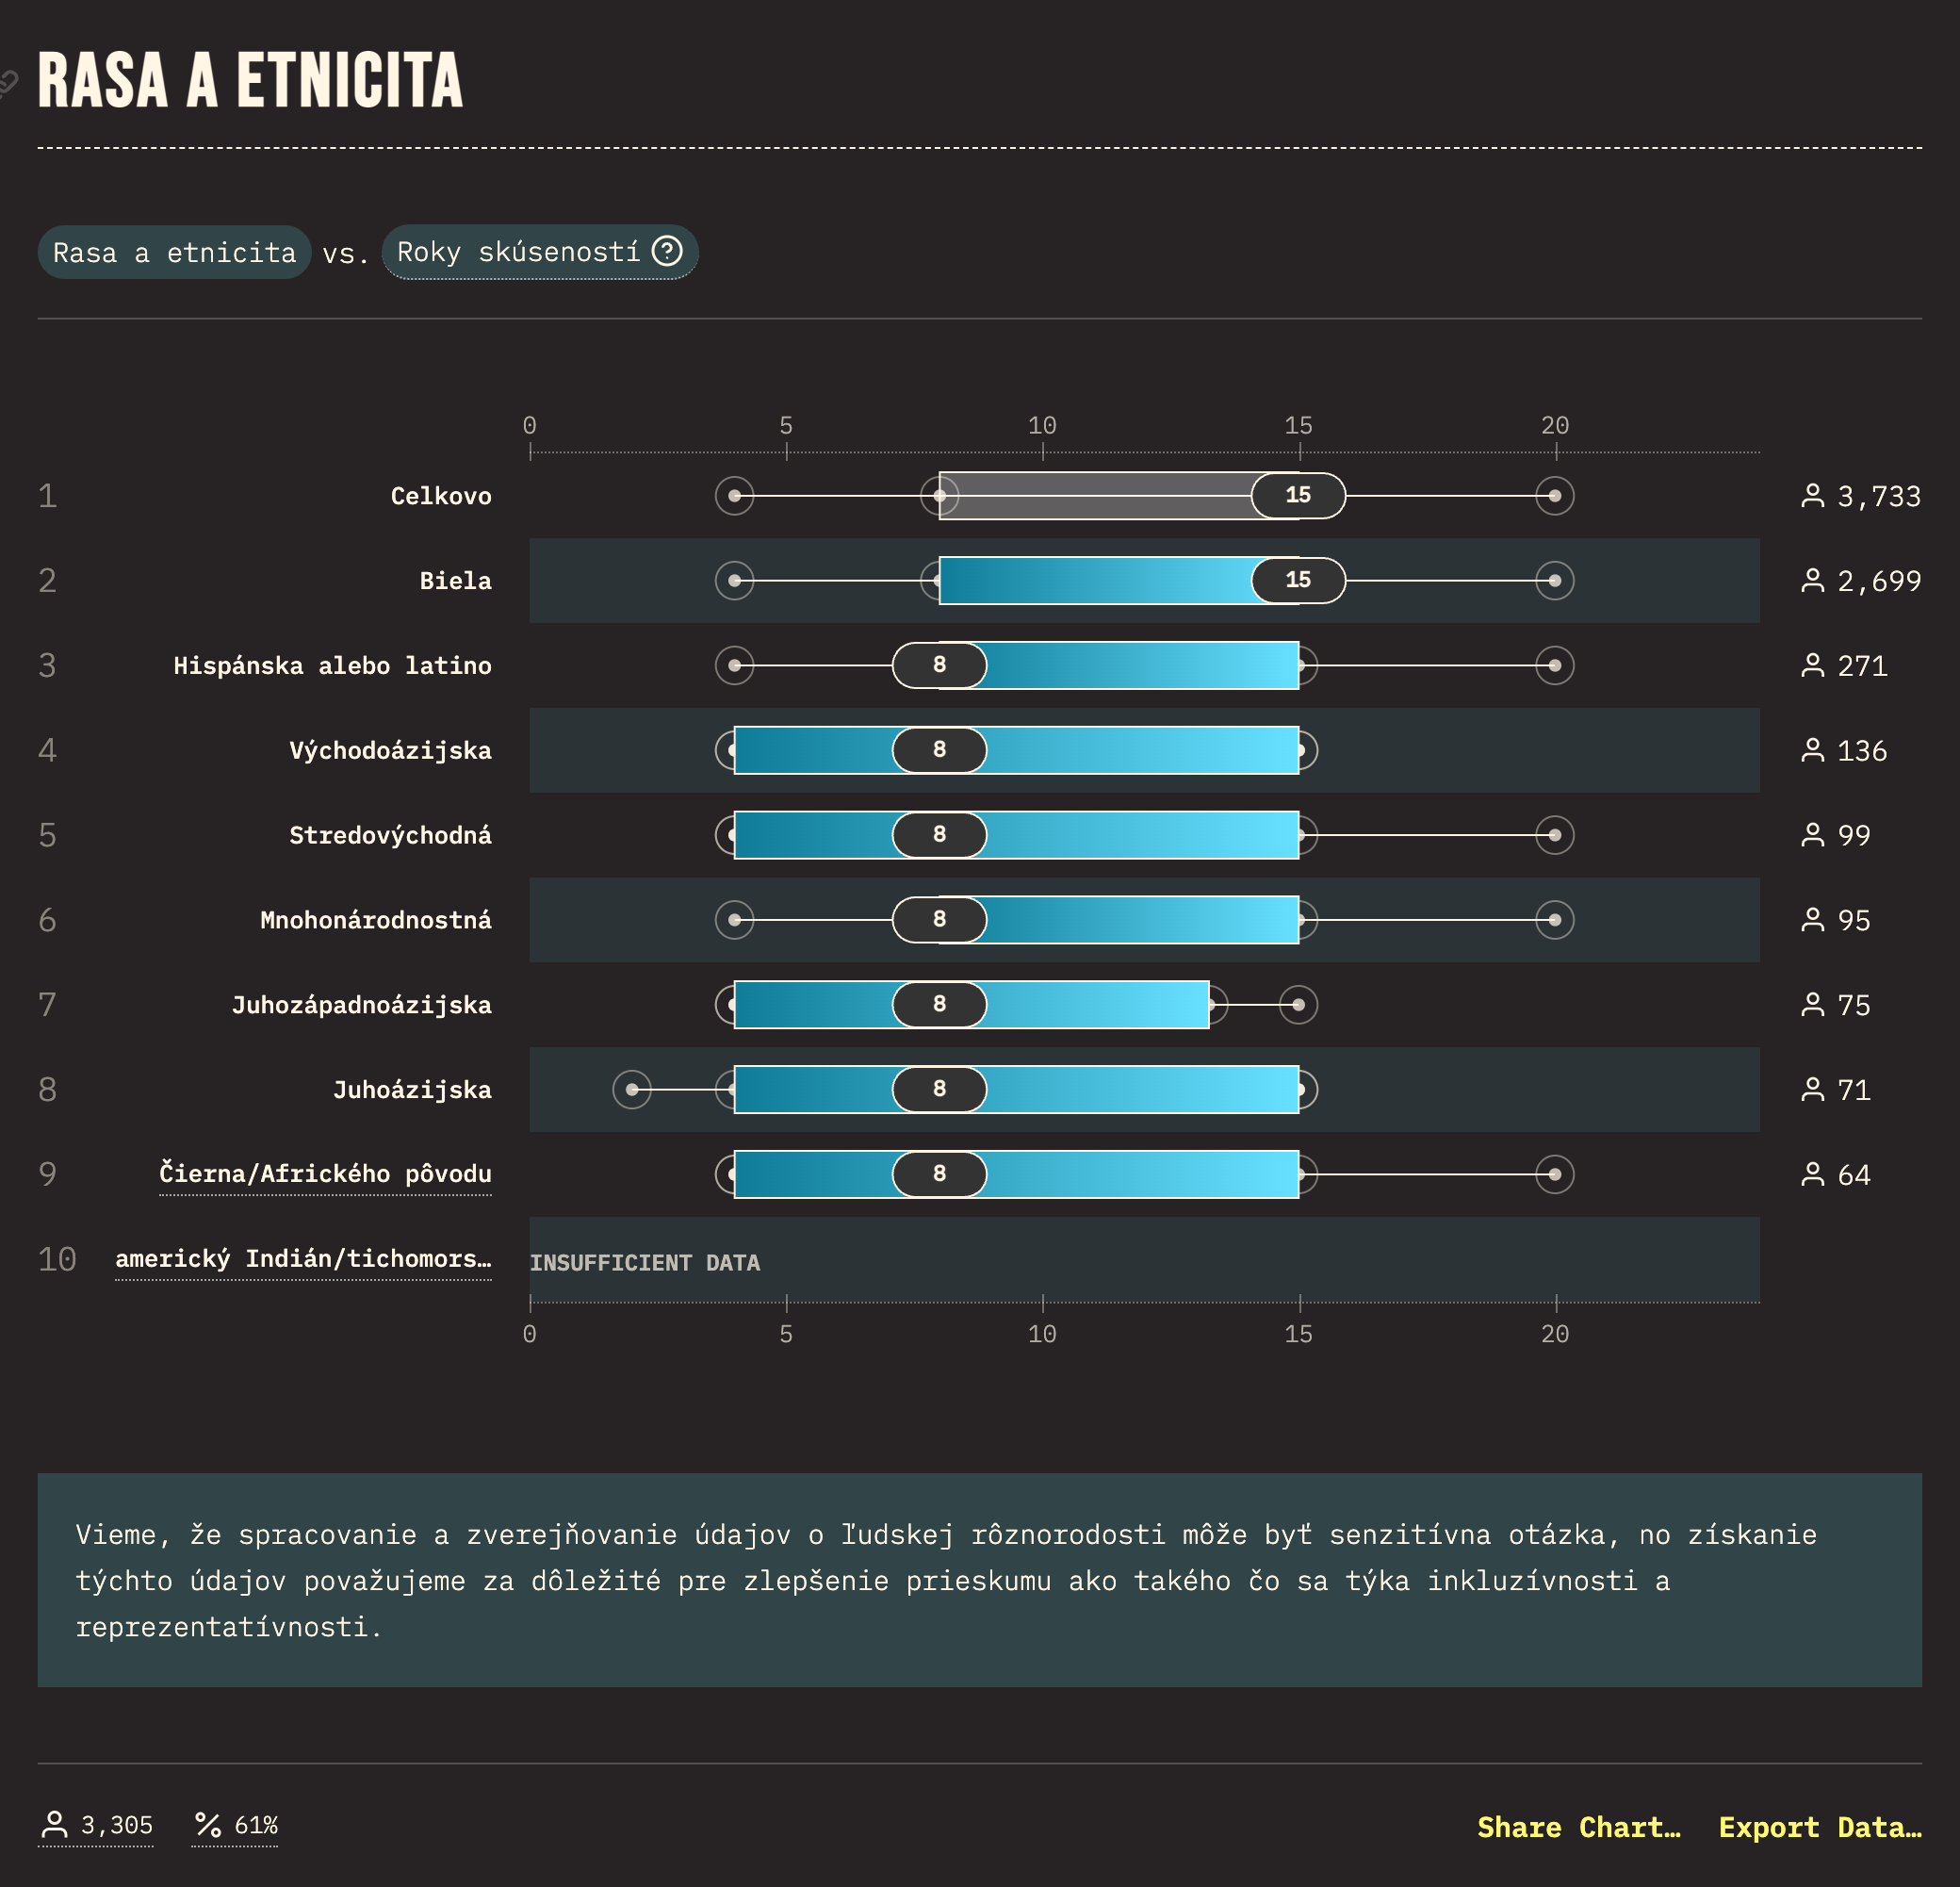 RASA A ETNICITA
Rasa a etnicita vs. Roky skúseností
0 5 10 15 20
1 Celkovo 15 3,733
2 Biela 15 2,699
3 Hispánska alebo latino 8 271
4 Východoázijska 8 136
5 Stredovýchodná 8 99
6 Mnohonárodnostná 8 95
7 Juhozápadnoázijska 8 75
8 Juhoázijska 8 71
9 Čierna/Afrického pôvodu 8 64
10 americký Indián/tichomors… INSUFFICIENT DATA
0 5 10 15 20
Vieme, že spracovanie a zverejňovanie údajov o ľudskej rôznorodosti môže byť senzitívna otázka, no získanie
týchto údajov považujeme za dôležité pre zlepšenie prieskumu ako takého čo sa týka inkluzívnosti a
reprezentatívnosti.
3,305 61% Share Chart… Export Data…